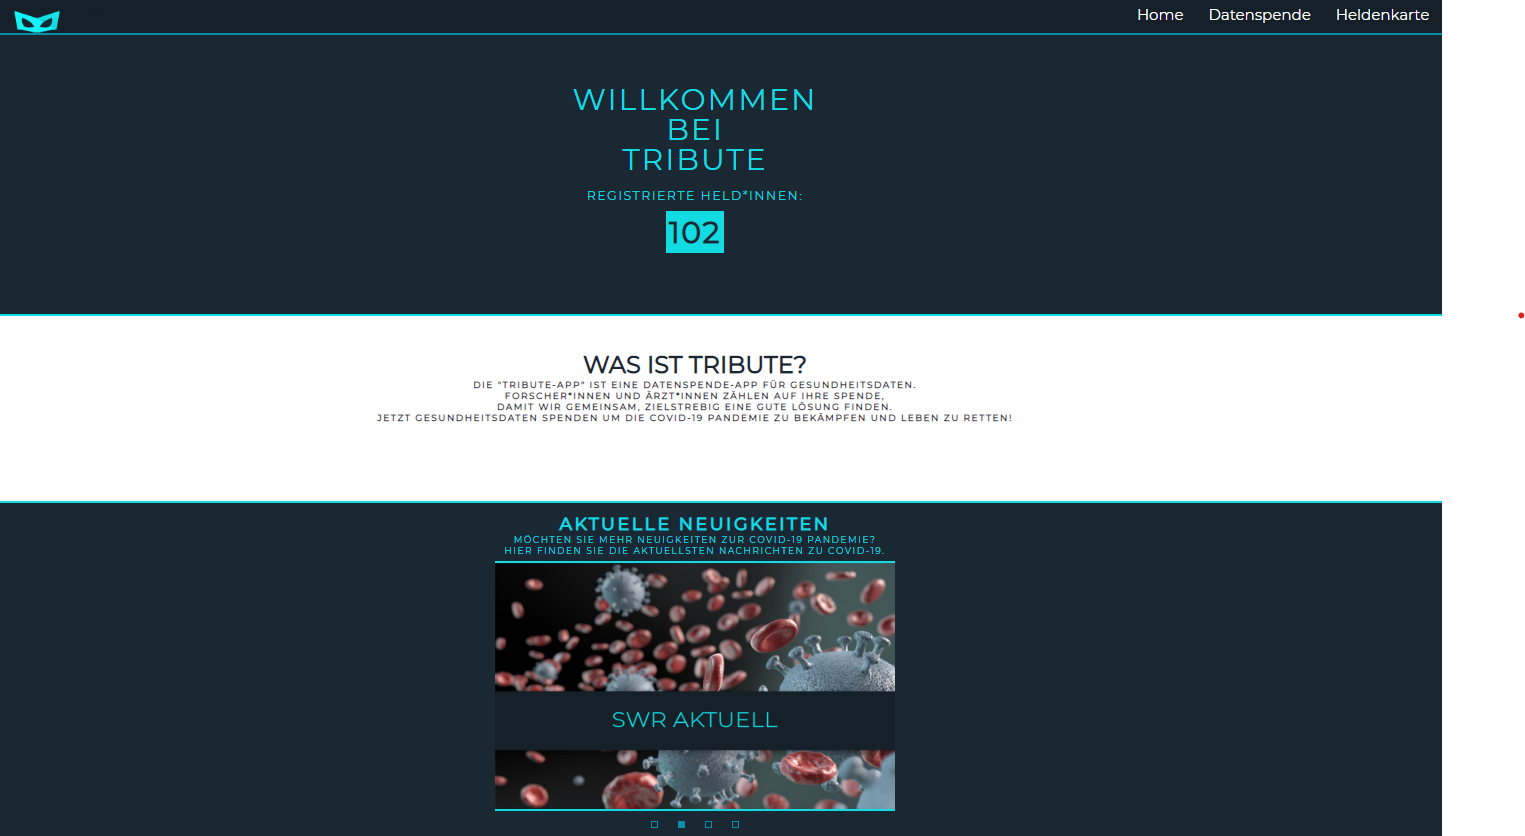 Home Datenspende Heldenkarte
WILLKOMMEN
BEI
TRIBUTE
REGISTRIERTE HELD*INNEN:
102
WAS IST TRIBUTE?
DIE "TRIBUTE-APP" IST EINE DATENSPENDE-APP FÜR GESUNDHEITSDATEN.
FORSCHER*INNEN UND ÄRZT*INNEN ZÄHLEN AUF IHRE SPENDE,
DAMIT WIR GEMEINSAM, ZIELSTREBIG EINE GUTE LÖSUNG FINDEN.
JETZT GESUNDHEITSDATEN SPENDEN UM DIE COVID-19 PANDEMIE ZU BEKÄMPFEN UND LEBEN ZU RETTEN!
AKTUELLE NEUIGKEITEN
MÖCHTEN SIE MEHR NEUIGKEITEN ZUR COVID-19 PANDEMIE?
HIER FINDEN SIE DIE AKTUELLSTEN NACHRICHTEN ZU COVID-19.
SWR AKTUELL